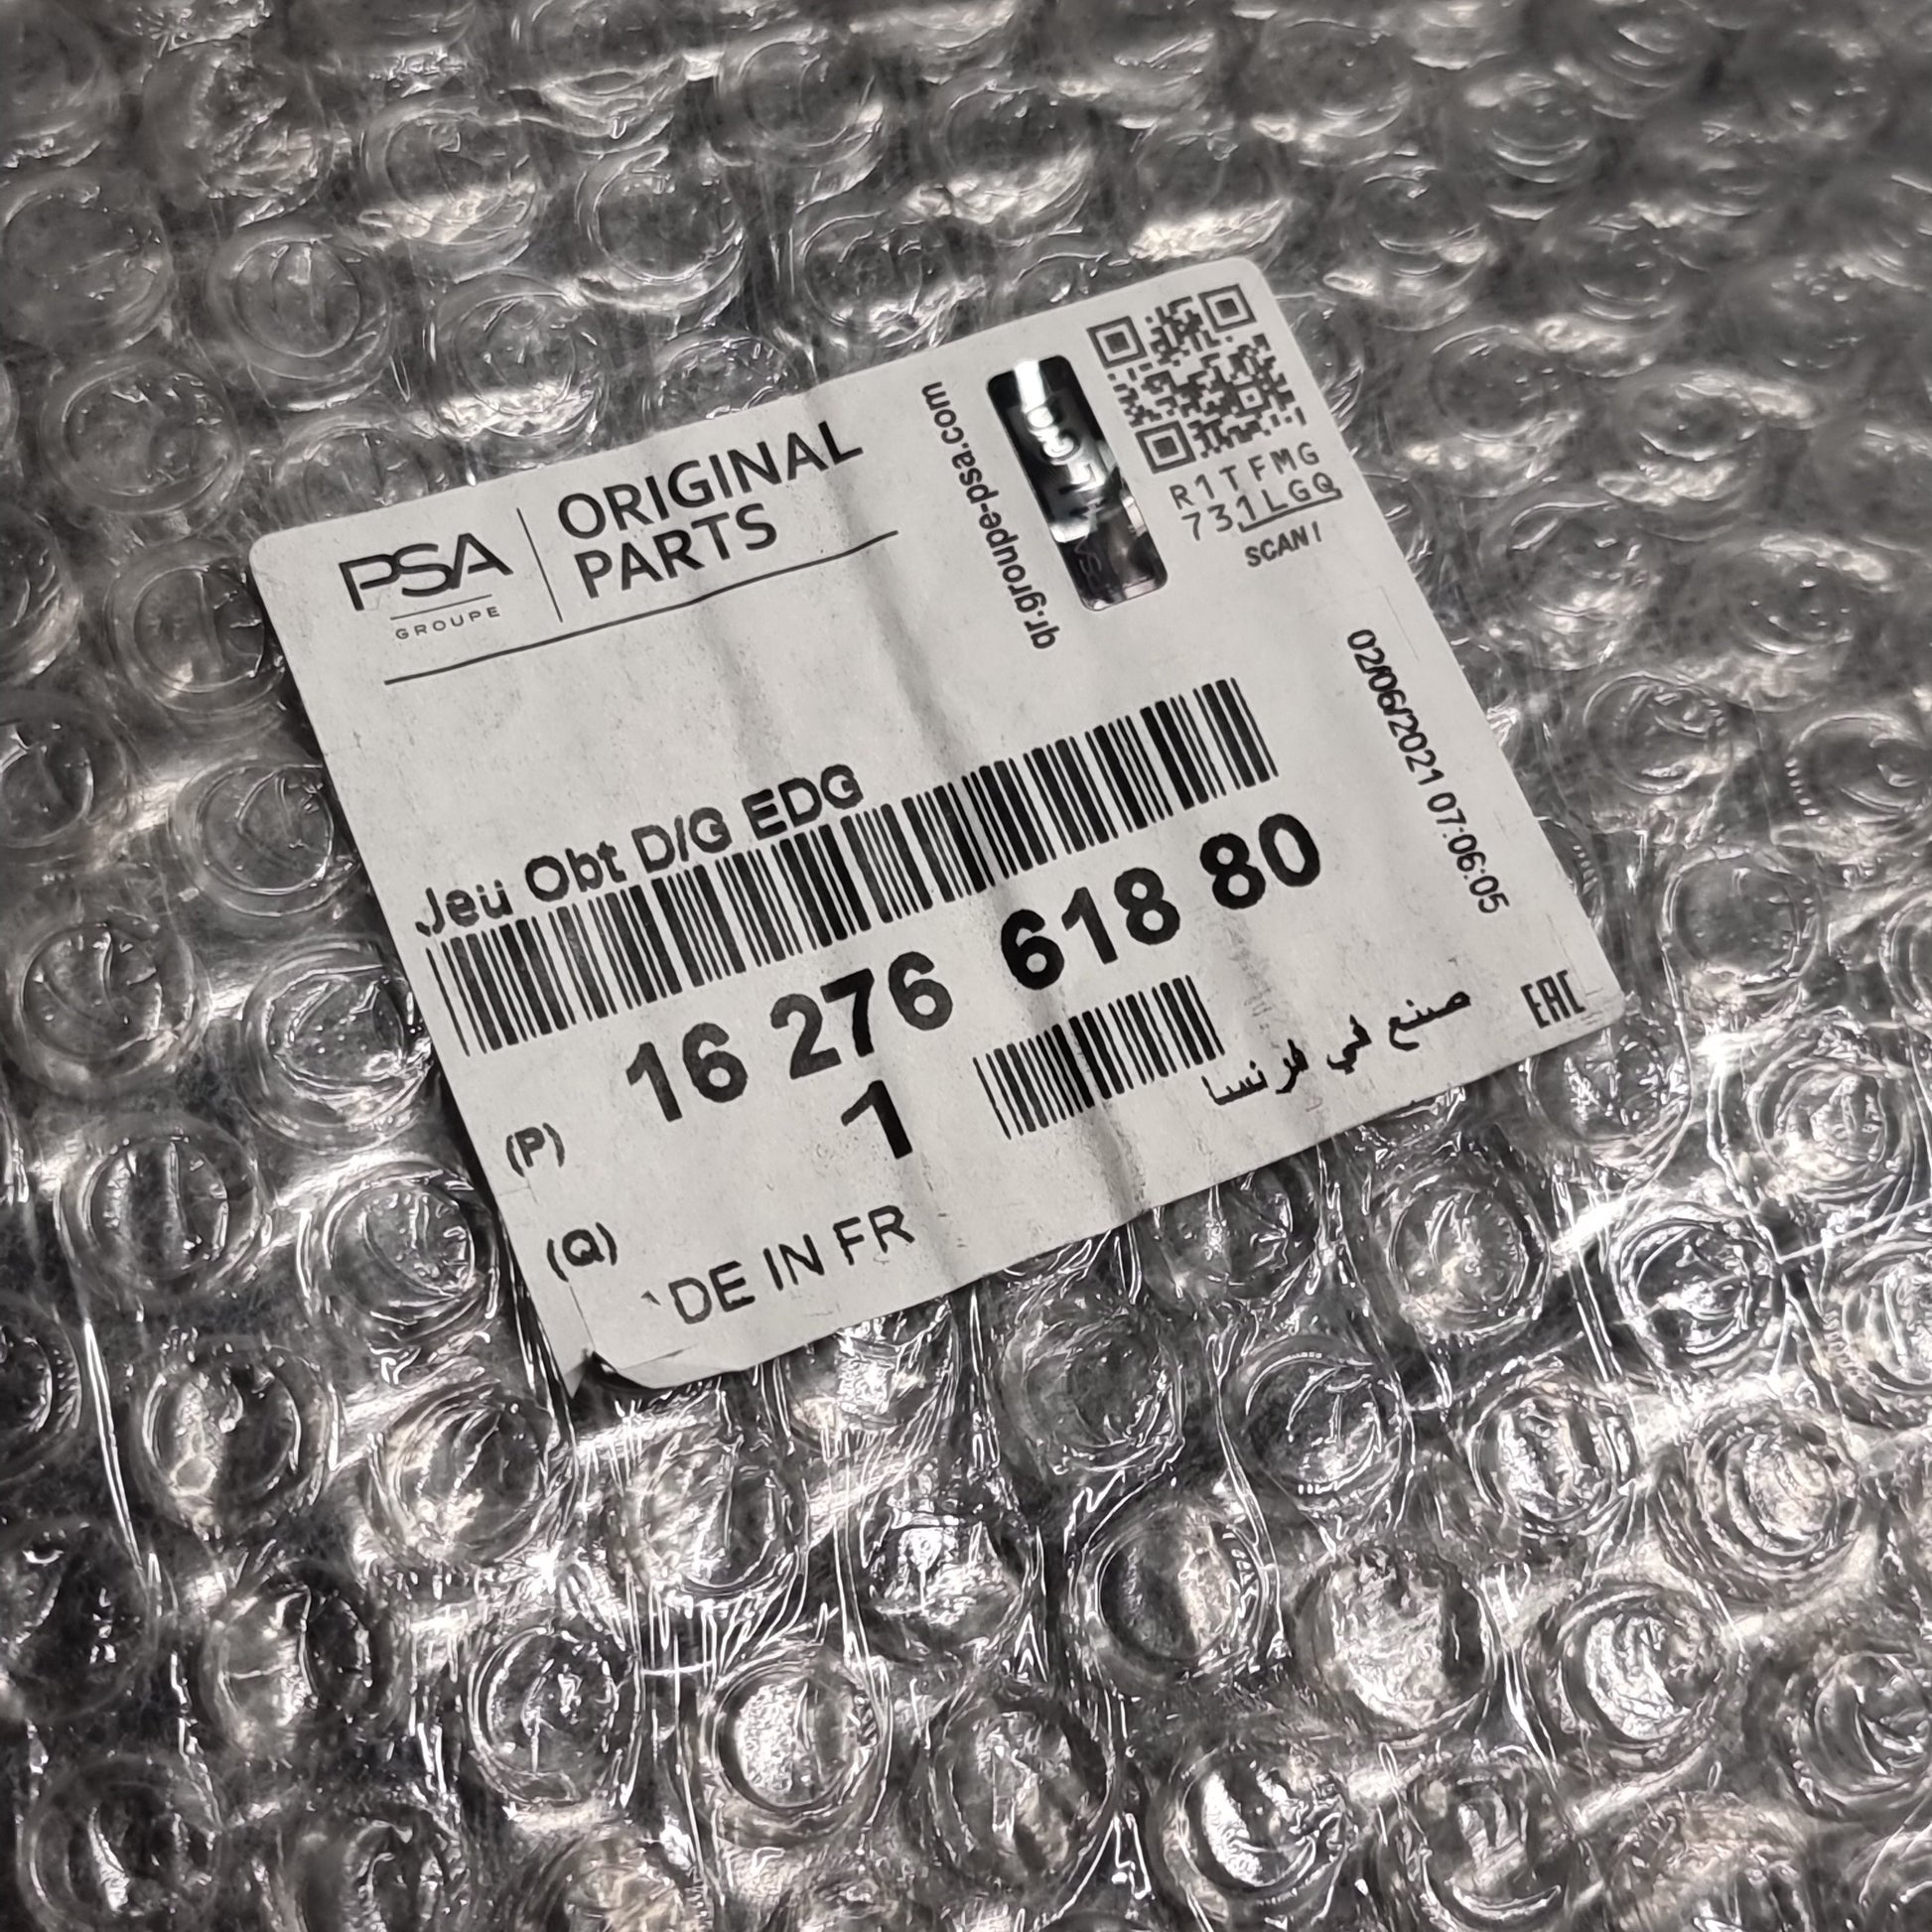 PSA
GROUPE
ORIGINAL
PARTS
qr.groupe-psa.com
R1TFMG
731LGQ
SCAN!
02/06/2021 07:06:05
Jeu Obt D/G EDG
(P) 16 276 618 80
(Q) 1
DE IN FR
صنع في فرنسا
EAC